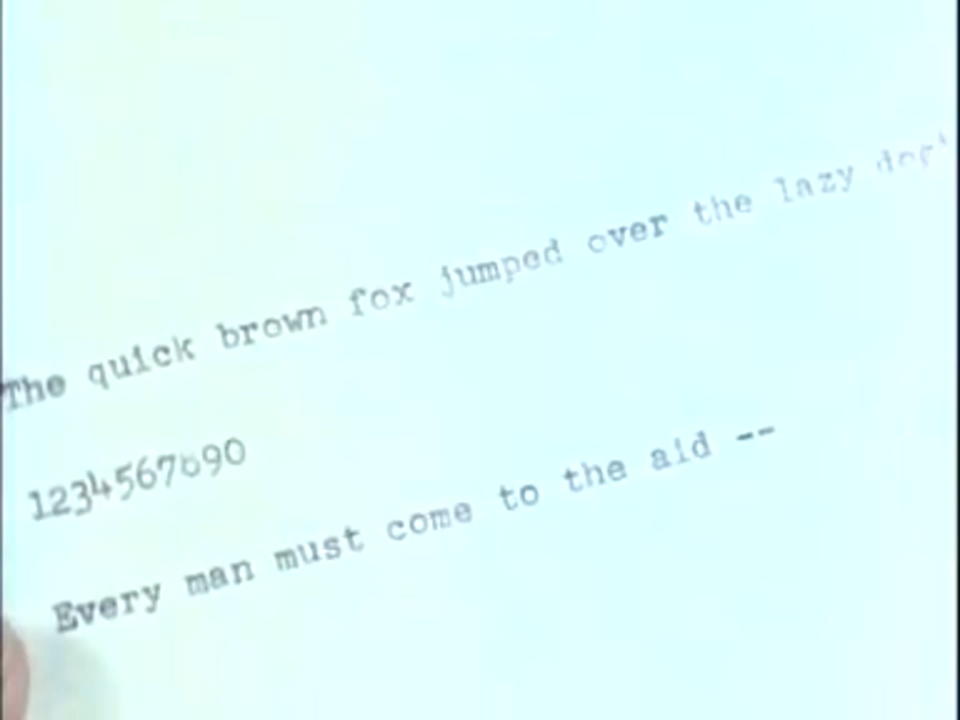 The quick brown fox jumped over the lazy
1234567890
Every man must come to the aid --